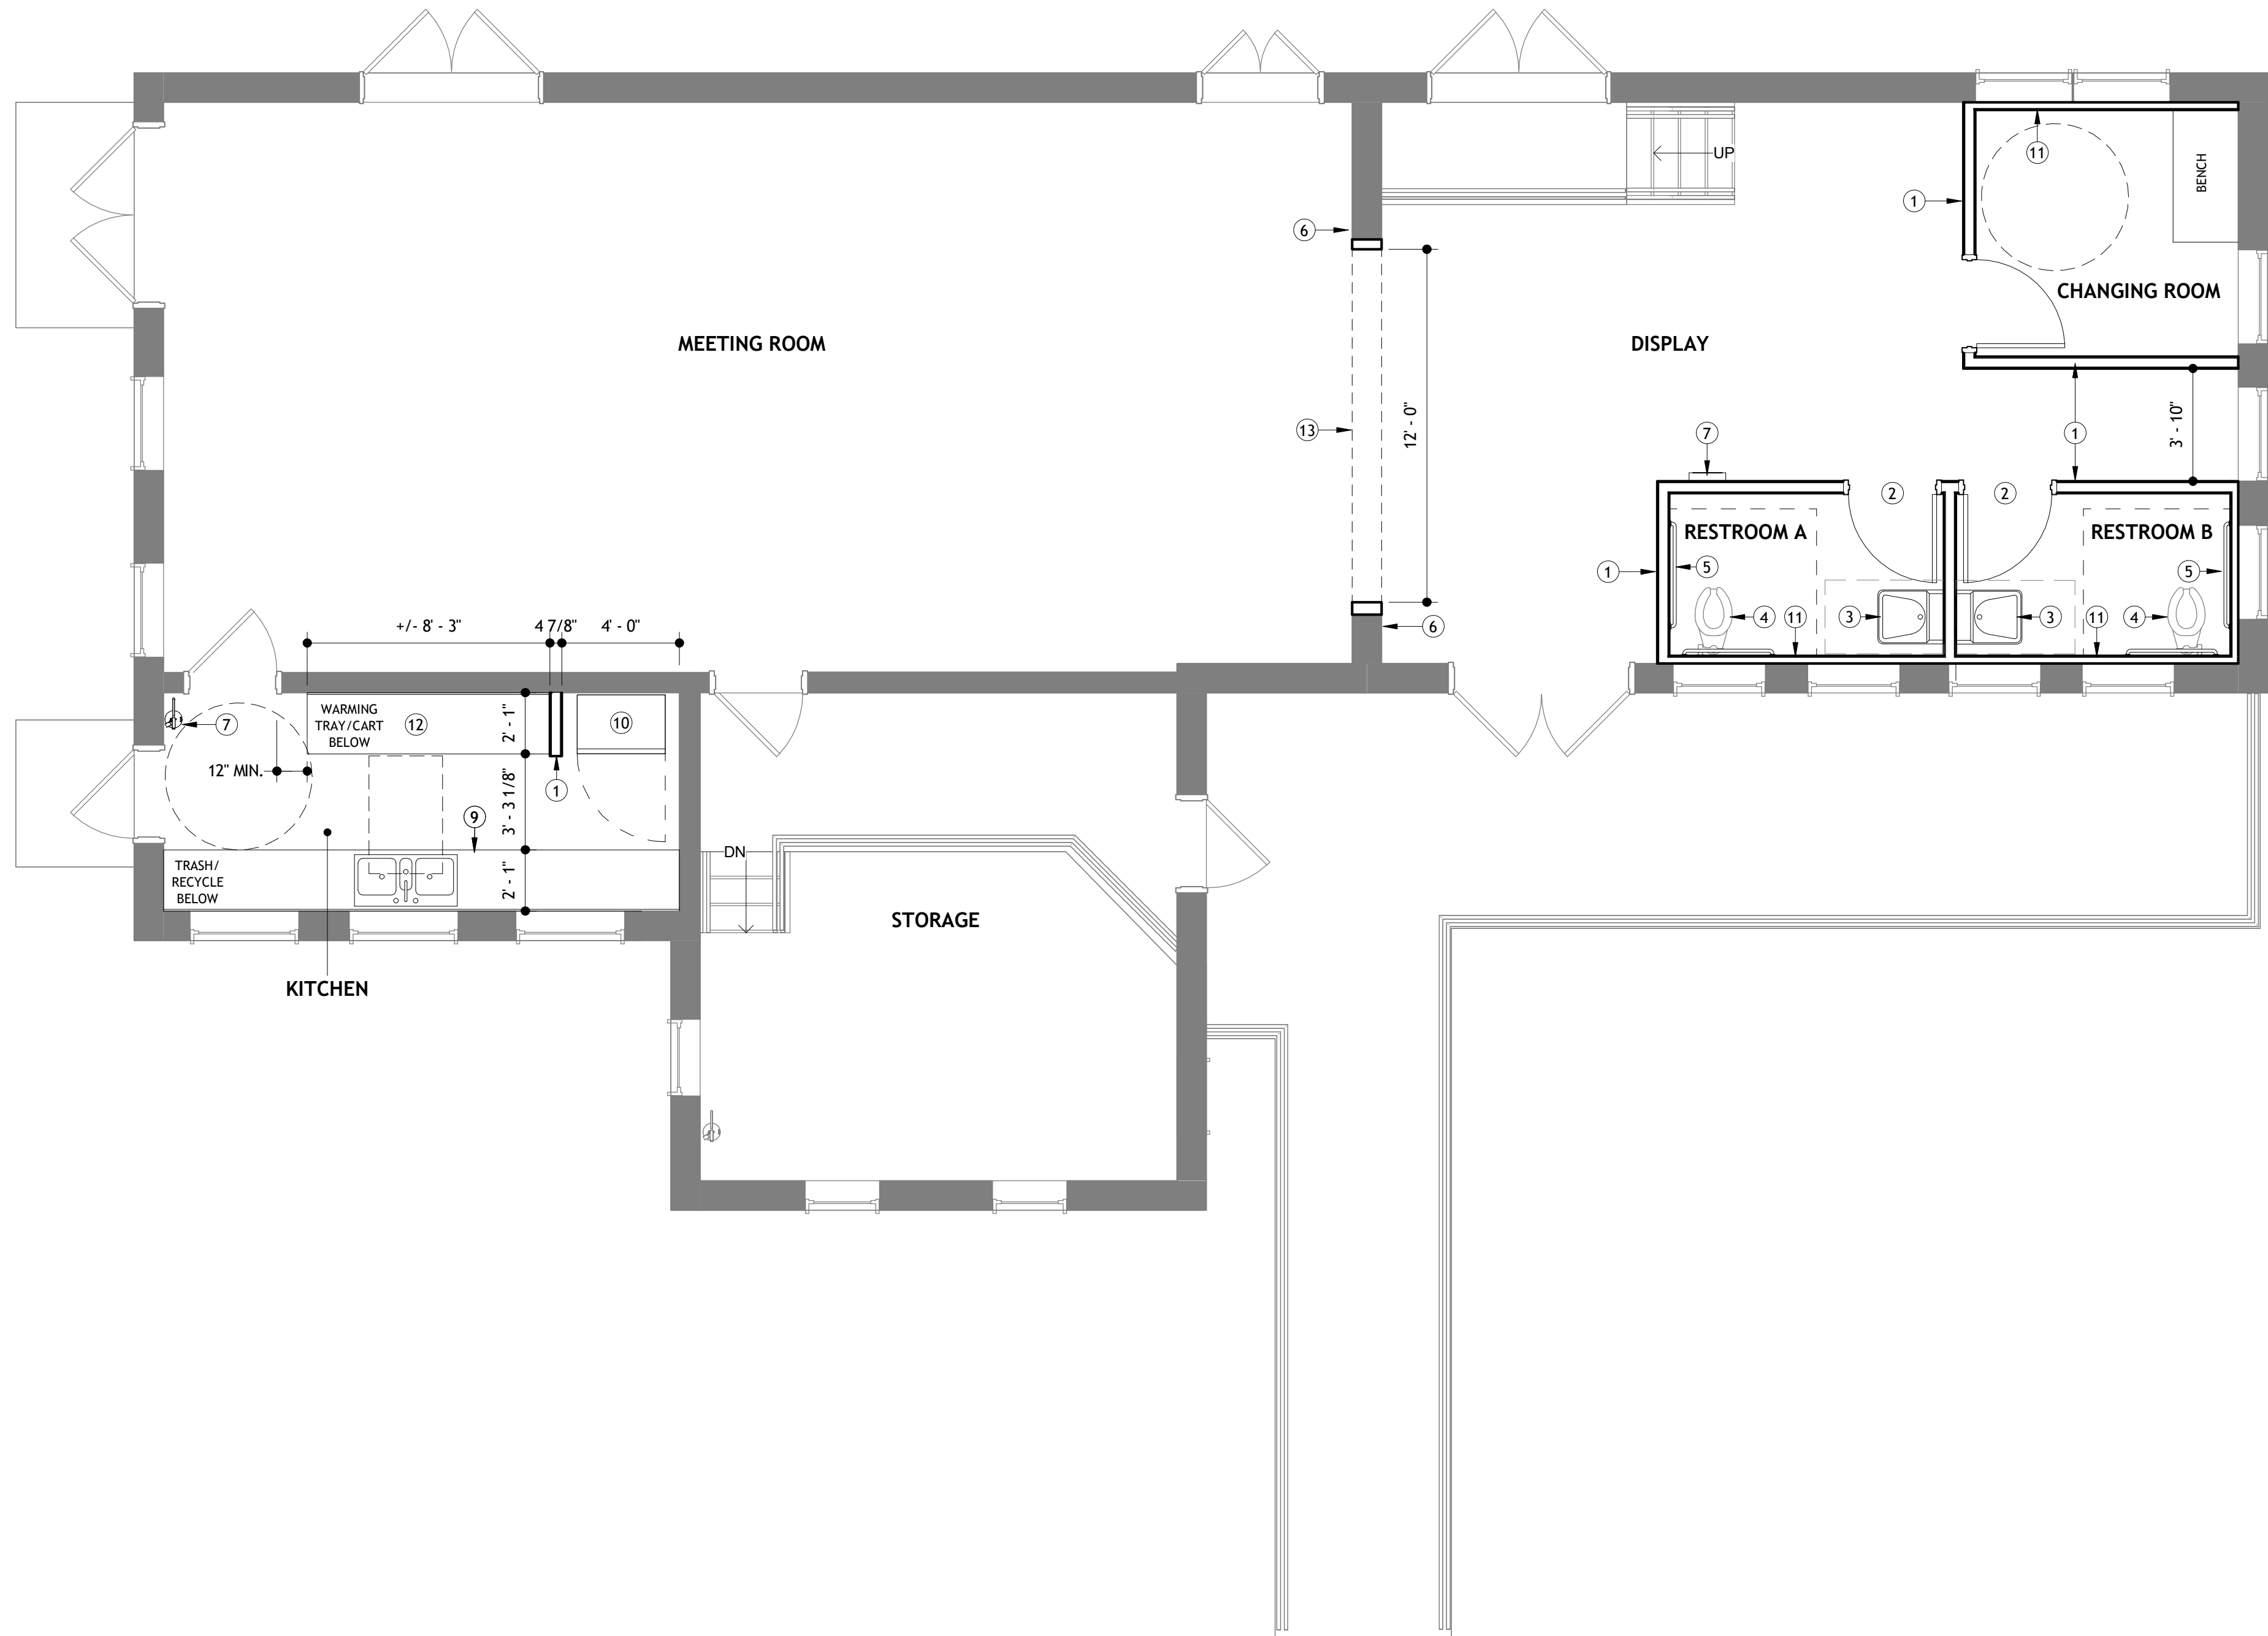 UP
11
BENCH
1
6
CHANGING ROOM
MEETING ROOM
DISPLAY
12' - 0"
13
7
1
3' - 10"
2
2
RESTROOM A
RESTROOM B
1
5
5
4
11
3
3
11
4
6
+/- 8' - 3"
4 7/8"
4' - 0"
WARMING
TRAY/CART
BELOW
12
2' - 1"
10
7
12" MIN.
3' - 3 1/8"
1
9
TRASH/
RECYCLE
BELOW
2' - 1"
DN
STORAGE
KITCHEN